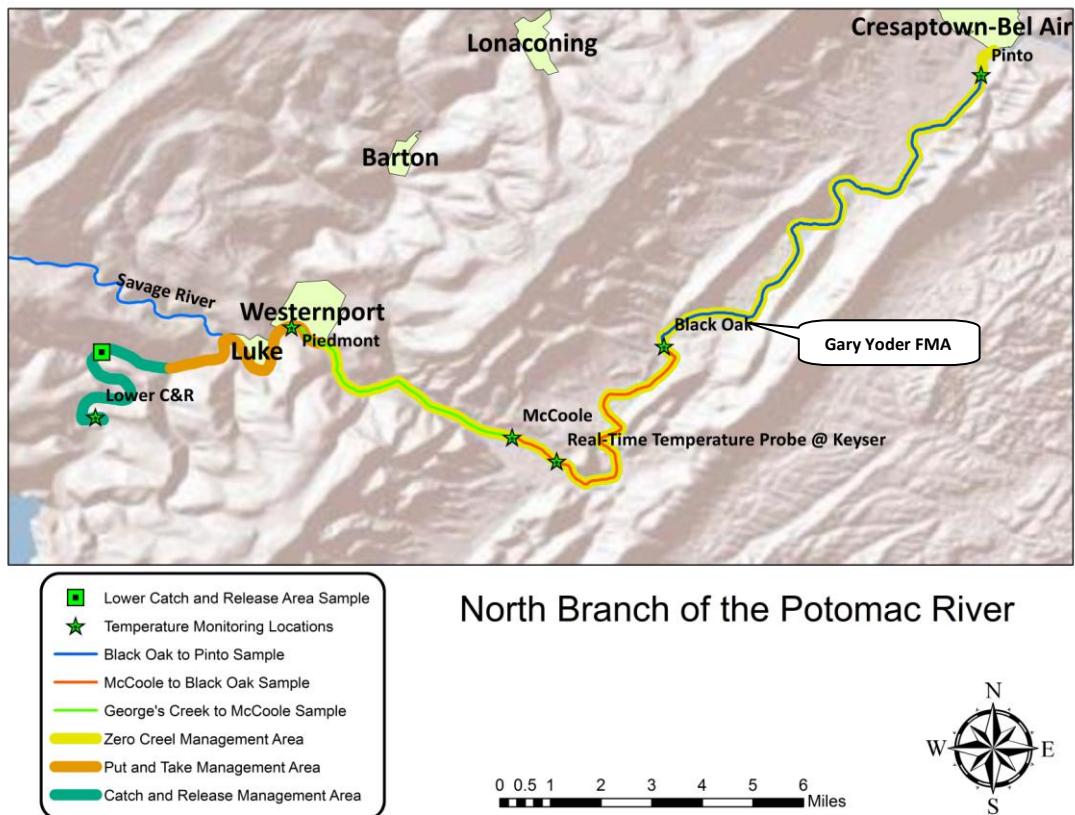 Cresaptown-Bel Air
Lonaconing
Pinto
Barton
Savage River
Westernport
Piedmont
Luke
Black Oak
Gary Yoder FMA
Lower C&R
McCoole
Real-Time Temperature Probe @ Keyser
Lower Catch and Release Area Sample
Temperature Monitoring Locations
Black Oak to Pinto Sample
McCoole to Black Oak Sample
George's Creek to McCoole Sample
Zero Creel Management Area
Put and Take Management Area
Catch and Release Management Area
North Branch of the Potomac River
N
W E
S
0 0.5 1 2 3 4 5 6
Miles